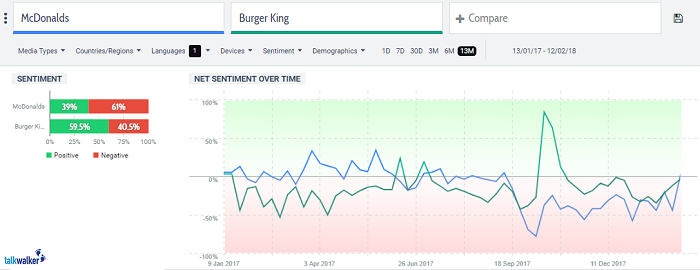 McDonalds
Burger King
+ Compare
Media Types
Countries/Regions
Languages 1
Devices
Sentiment
Demographics
1D 7D 30D 3M 6M 13M
13/01/17 - 12/02/18
SENTIMENT
McDonalds
39% 61%
Burger Ki...
59.5% 40.5%
0% 25% 50% 75% 100%
Positive Negative
talkwalker
NET SENTIMENT OVER TIME
100%
50%
0%
-50%
-100%
9 Jan 2017 3 Apr 2017 26 Jun 2017 18 Sep 2017 11 Dec 2017